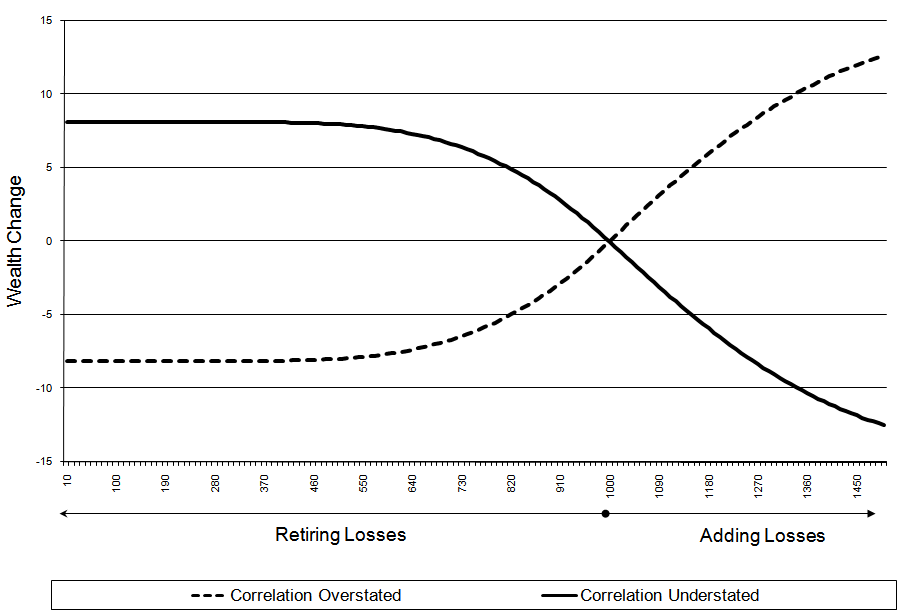 15
10
5
0
-5
-10
-15
Wealth Change
10 100 190 280 370 460 550 640 730 820 910 1000 1090 1180 1270 1360 1450
Retiring Losses Adding Losses
Correlation Overstated Correlation Understated